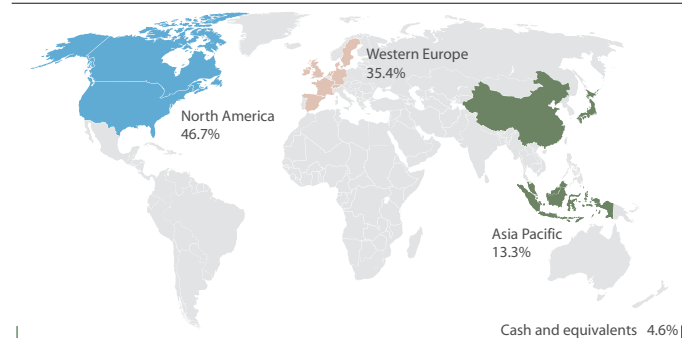 Western Europe
35.4%
North America
46.7%
Asia Pacific
13.3%
Cash and equivalents 4.6%